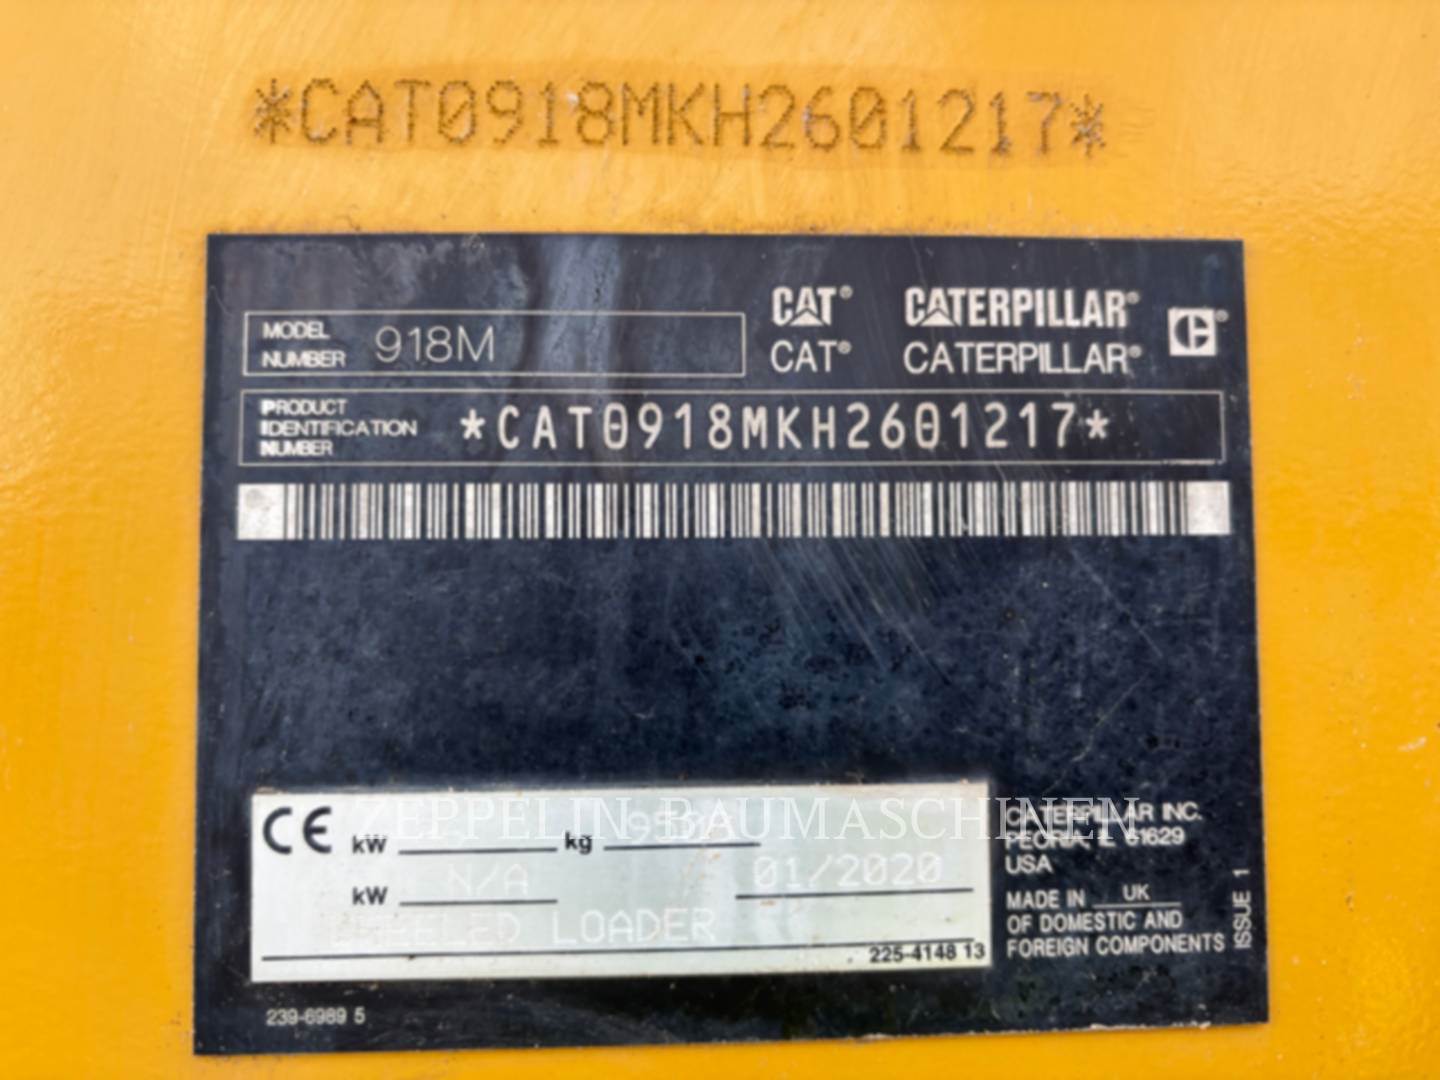 *CAT0918MKH2601217*
MODEL
NUMBER 918M
CAT® CATERPILLAR®
CAT® CATERPILLAR®
PRODUCT
IDENTIFICATION
NUMBER
*CAT0918MKH2601217*
ZEPPELIN BAUMASCHINEN
CE kW kg
N/A 01/2020
kW
WHEELED LOADER
225-4148 13
CATERPILLAR INC.
PEORIA, IL 61629
USA
MADE IN UK
OF DOMESTIC AND
FOREIGN COMPONENTS
ISSUE 1
239-6989 5